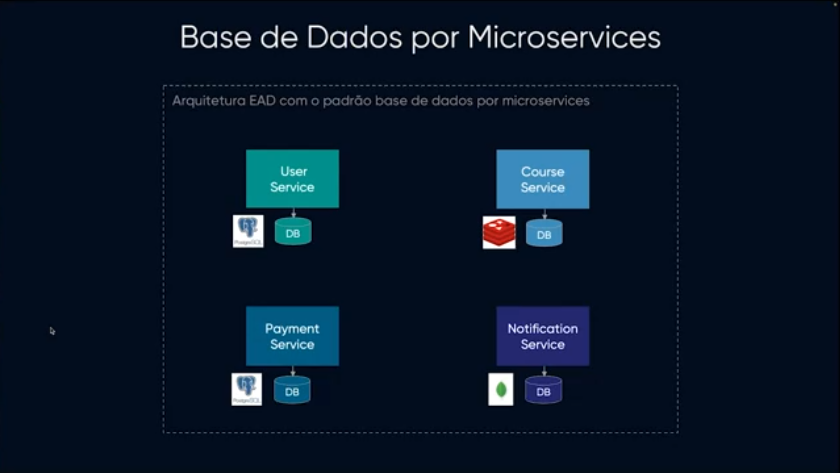 Base de Dados por Microservices
Arquitetura EAD com o padrão base de dados por microservices
User
Service
Course
Service
PostgreSQL
DB
DB
Payment
Service
Notification
Service
PostgreSQL
DB
DB